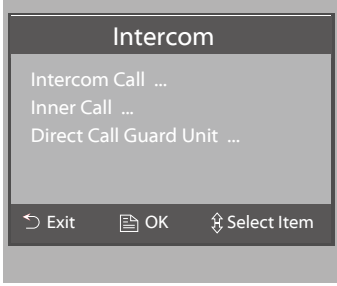 Intercom
Intercom Call ...
Inner Call ...
Direct Call Guard Unit ...
Exit OK Select Item